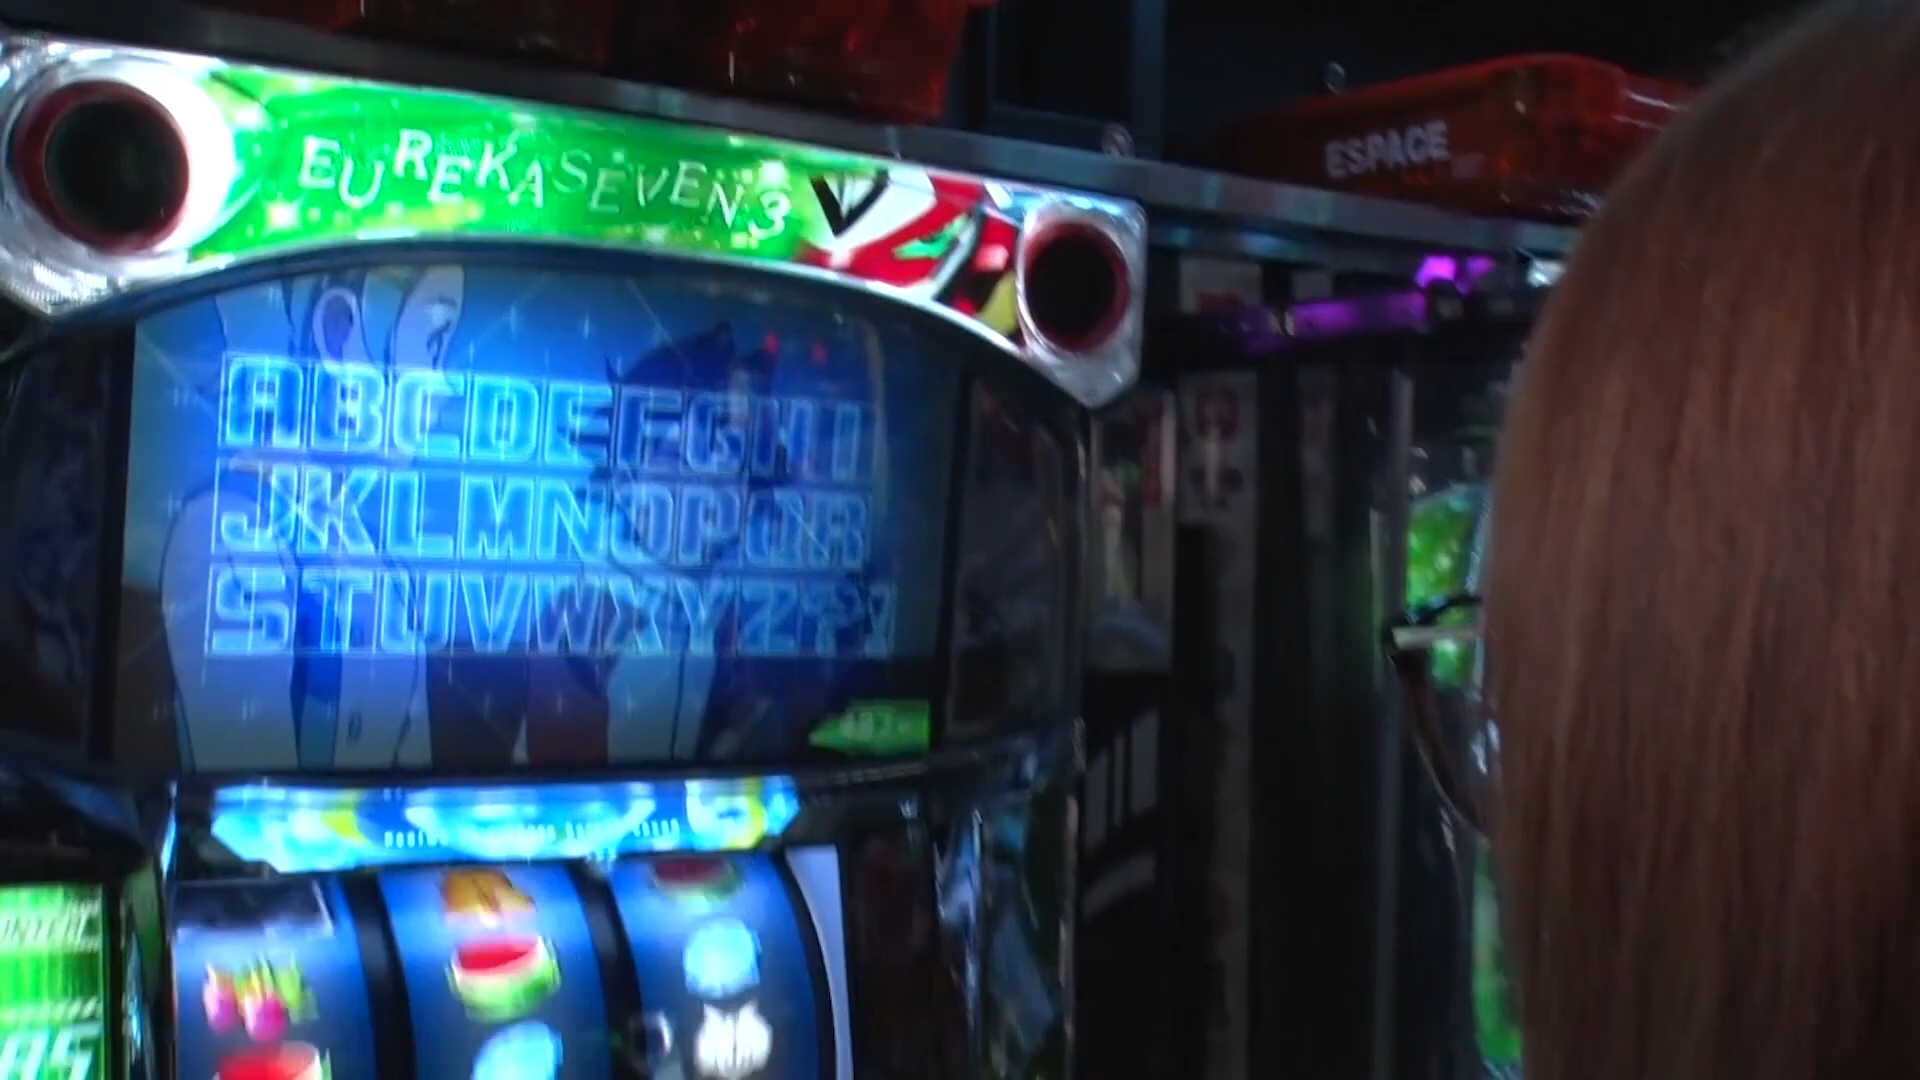 EUREKASEVEN3
ESPACE
ABCDEFGHI
JKLMNOPQR
STUVWXYZ?!